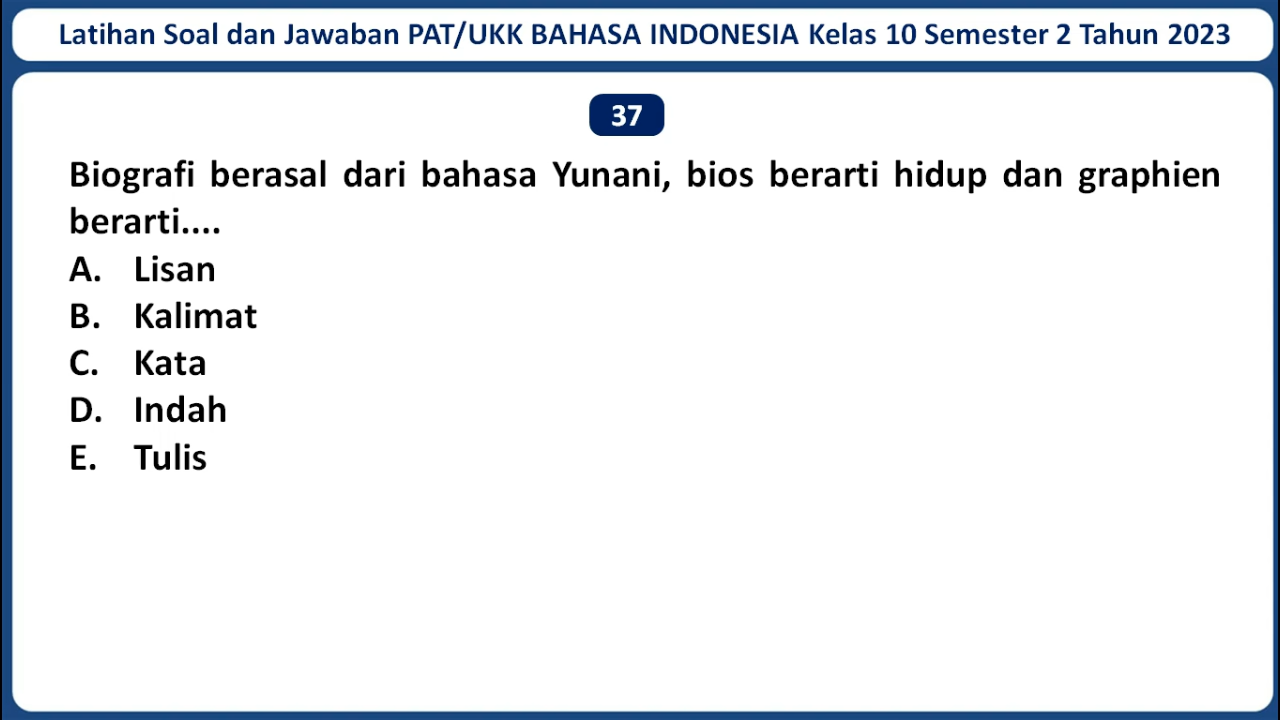 Latihan Soal dan Jawaban PAT/UKK BAHASA INDONESIA Kelas 10 Semester 2 Tahun 2023
37
Biografi berasal dari bahasa Yunani, bios berarti hidup dan graphien
berarti....
A. Lisan
B. Kalimat
C. Kata
D. Indah
E. Tulis